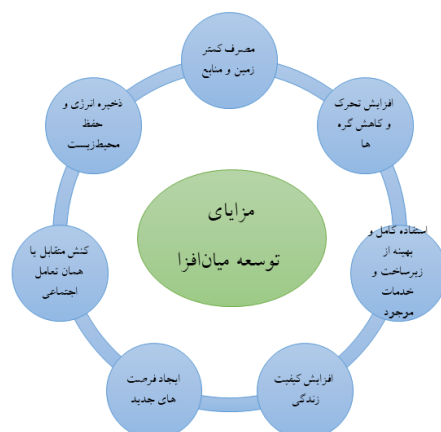 مصرف کمتر
زمین و منابع
افزایش تحرک
و کاهش گره
ها
استفاده کامل و
بهینه از
زیرساخت و
خدمات
موجود
افزایش کیفیت
زندگی
ایجاد فرصت
های جدید
کنش متقابل یا
همان تعامل
اجتماعی
ذخیره انرژی و
حفظ
محیط‌زیست
مزایای
توسعه میان‌افزا